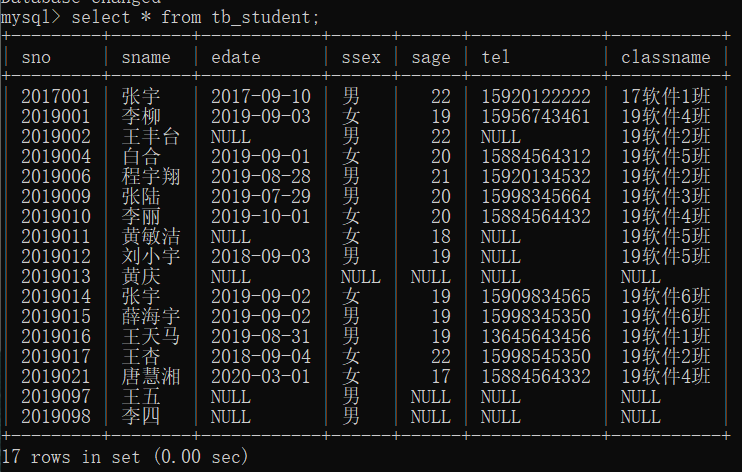 Database changed
mysql> select * from tb_student;
+---------+--------+------------+------+------+-------------+-----------+
| sno | sname | edate | ssex | sage | tel | classname |
+---------+--------+------------+------+------+-------------+-----------+
| 2017001 | 张宇 | 2017-09-10 | 男 | 22 | 15920122222 | 17软件1班 |
| 2019001 | 李柳 | 2019-09-03 | 女 | 19 | 15956743461 | 19软件4班 |
| 2019002 | 王丰台 | NULL | 男 | 22 | NULL | 19软件2班 |
| 2019004 | 白合 | 2019-09-01 | 女 | 20 | 15884564312 | 19软件5班 |
| 2019006 | 程宇翔 | 2019-08-28 | 男 | 21 | 15920134532 | 19软件2班 |
| 2019009 | 张陆 | 2019-07-29 | 男 | 20 | 15998345664 | 19软件3班 |
| 2019010 | 李丽 | 2019-10-01 | 女 | 20 | 15884564432 | 19软件4班 |
| 2019011 | 黄敏洁 | NULL | 女 | 18 | NULL | 19软件5班 |
| 2019012 | 刘小宇 | 2018-09-03 | 男 | 19 | NULL | 19软件5班 |
| 2019013 | 黄庆 | NULL | NULL | NULL | NULL | NULL |
| 2019014 | 张宇 | 2019-09-02 | 女 | 19 | 15909834565 | 19软件6班 |
| 2019015 | 薛海宇 | 2019-09-02 | 男 | 19 | 15998345350 | 19软件6班 |
| 2019016 | 王天马 | 2019-08-31 | 男 | 19 | 13645643456 | 19软件1班 |
| 2019017 | 王杏 | 2018-09-04 | 女 | 22 | 15998545350 | 19软件2班 |
| 2019021 | 唐慧湘 | 2020-03-01 | 女 | 17 | 15884564332 | 19软件4班 |
| 2019097 | 王五 | NULL | 男 | NULL | NULL | NULL |
| 2019098 | 李四 | NULL | 男 | NULL | NULL | NULL |
+---------+--------+------------+------+------+-------------+-----------+
17 rows in set (0.00 sec)